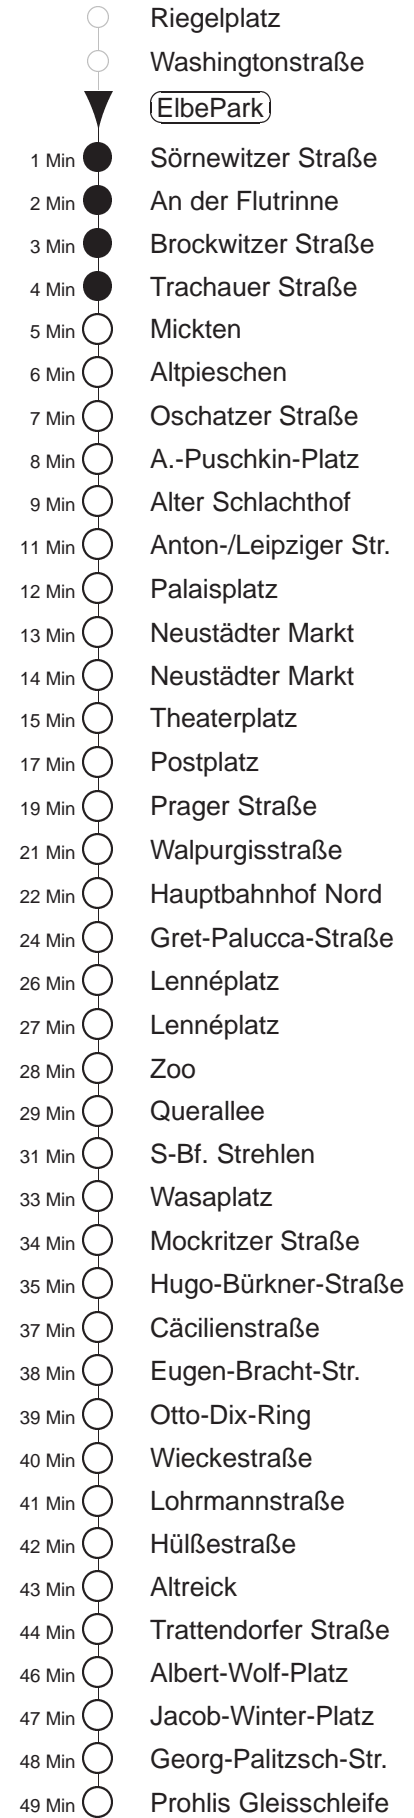 Riegelplatz
Washingtonstraße
ElbePark
1 Min Sörnewitzer Straße
2 Min An der Flutrinne
3 Min Brockwitzer Straße
4 Min Trachauer Straße
5 Min Mickten
6 Min Altpieschen
7 Min Oschatzer Straße
8 Min A.-Puschkin-Platz
9 Min Alter Schlachthof
11 Min Anton-/Leipziger Str.
12 Min Palaisplatz
13 Min Neustädter Markt
14 Min Neustädter Markt
15 Min Theaterplatz
17 Min Postplatz
19 Min Prager Straße
21 Min Walpurgisstraße
22 Min Hauptbahnhof Nord
24 Min Gret-Palucca-Straße
26 Min Lennéplatz
27 Min Lennéplatz
28 Min Zoo
29 Min Querallee
31 Min S-Bf. Strehlen
33 Min Wasaplatz
34 Min Mockritzer Straße
35 Min Hugo-Bürkner-Straße
37 Min Cäcilienstraße
38 Min Eugen-Bracht-Str.
39 Min Otto-Dix-Ring
40 Min Wieckestraße
41 Min Lohrmannstraße
42 Min Hülßestraße
43 Min Altreick
44 Min Trattendorfer Straße
46 Min Albert-Wolf-Platz
47 Min Jacob-Winter-Platz
48 Min Georg-Palitzsch-Str.
49 Min Prohlis Gleisschleife